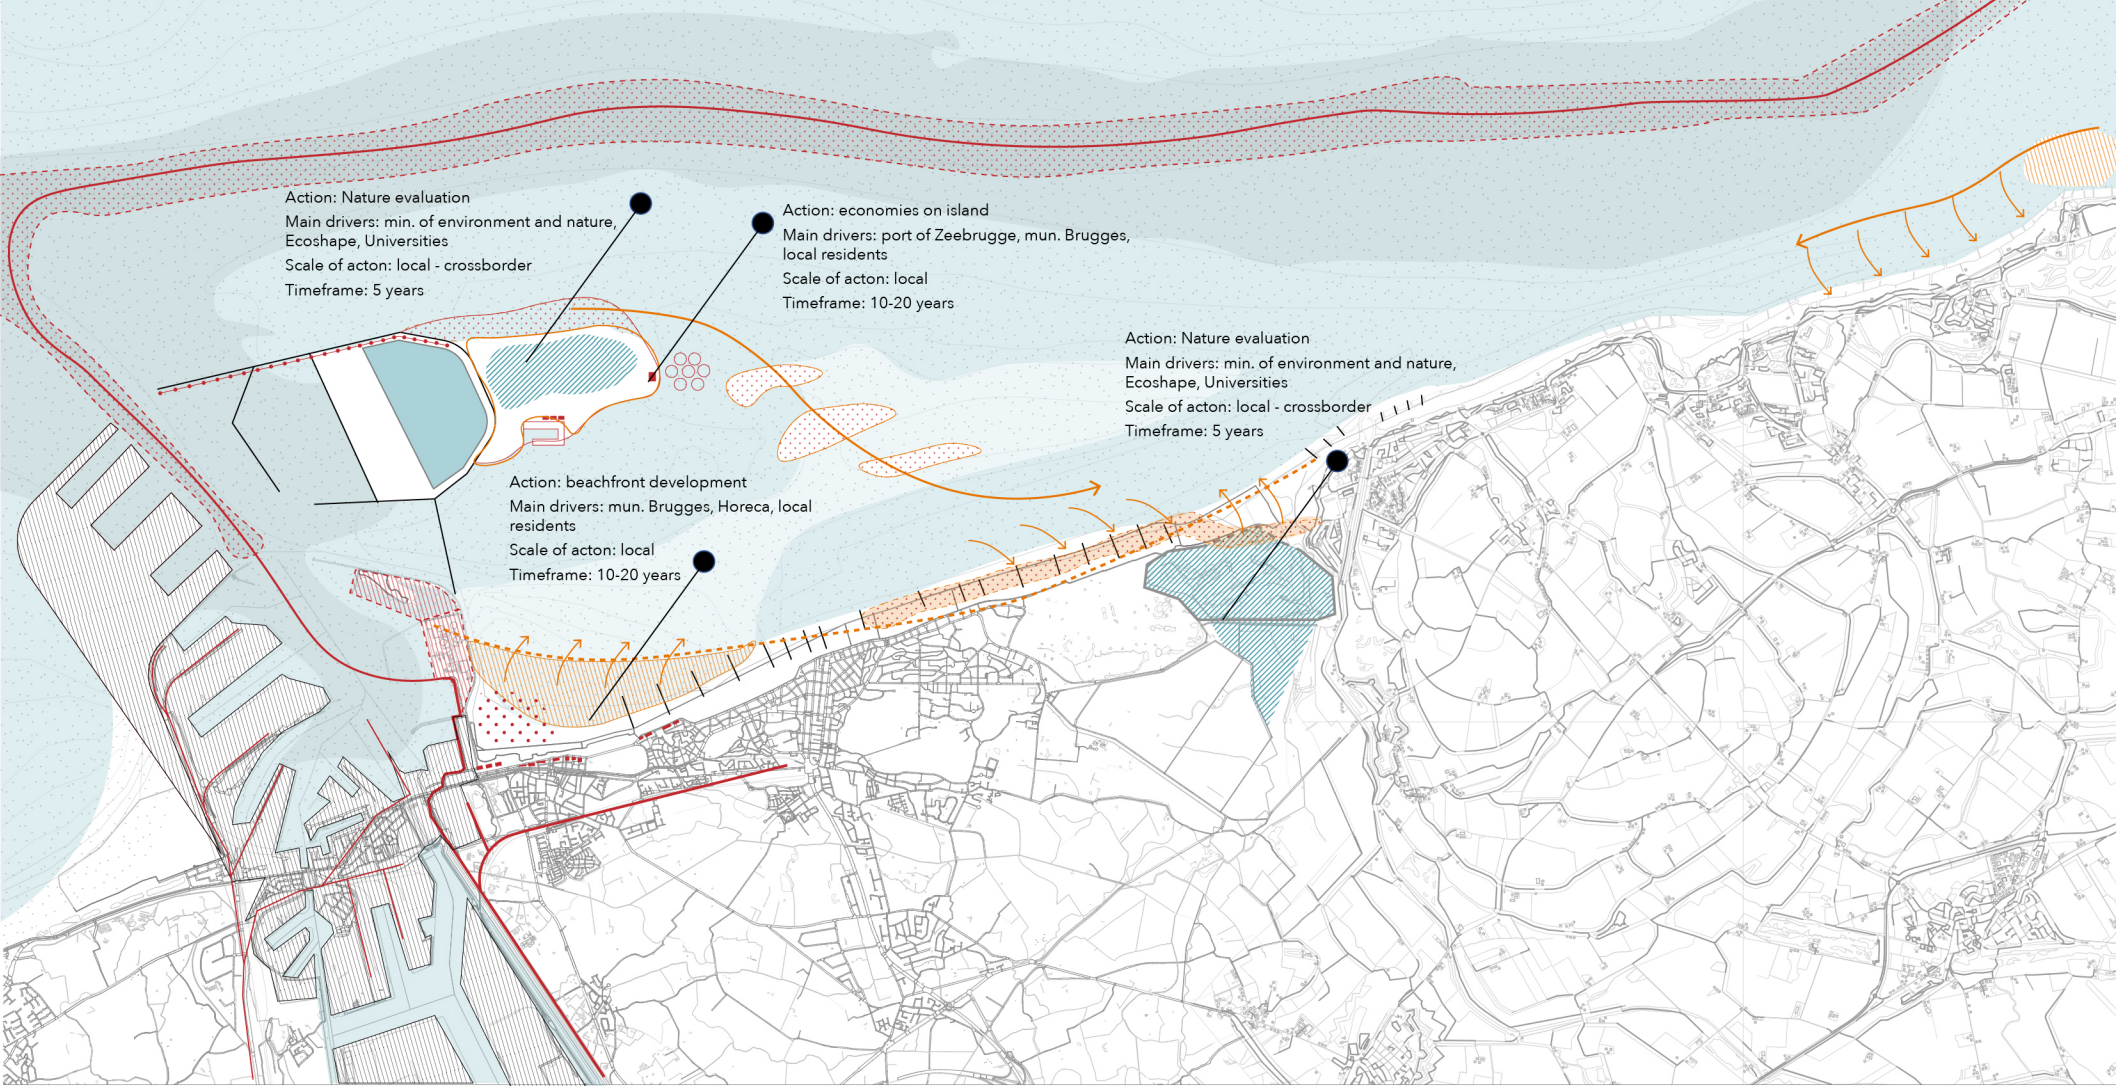 Action: Nature evaluation
Main drivers: min. of environment and nature,
Ecoshape, Universities
Scale of acton: local - crossborder
Timeframe: 5 years
Action: economies on island
Main drivers: port of Zeebrugge, mun. Brugges,
local residents
Scale of acton: local
Timeframe: 10-20 years
Action: Nature evaluation
Main drivers: min. of environment and nature,
Ecoshape, Universities
Scale of acton: local - crossborder
Timeframe: 5 years
Action: beachfront development
Main drivers: mun. Brugges, Horeca, local
residents
Scale of acton: local
Timeframe: 10-20 years